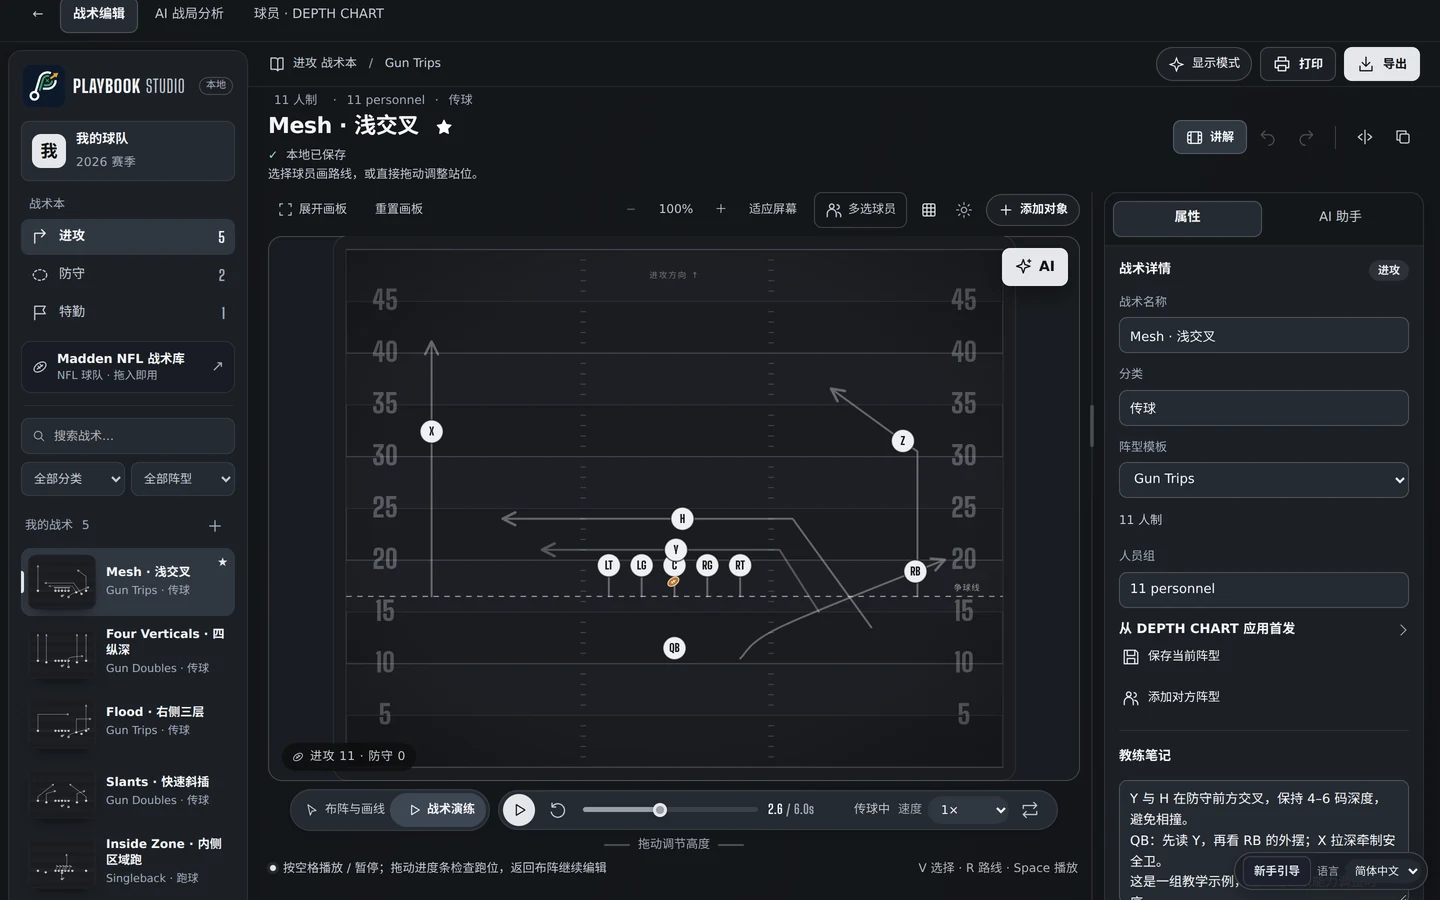 ← 战术编辑 AI 战局分析 球员 · DEPTH CHART
PLAYBOOK STUDIO 本地
我 我的球队
2026 赛季
战术本
进攻 5
防守 2
特勤 1
Madden NFL 战术库
NFL 球队 · 拖入即用 ↗
搜索战术...
全部分类 全部阵型
我的战术 5 +
Mesh · 浅交叉 ★
Gun Trips · 传球
Four Verticals · 四
纵深
Gun Doubles · 传球
Flood · 右侧三层
Gun Trips · 传球
Slants · 快速斜插
Gun Doubles · 传球
Inside Zone · 内侧
区域跑
Singleback · 跑球
进攻 战术本 / Gun Trips
显示模式 打印 导出
11 人制 · 11 personnel · 传球
Mesh · 浅交叉 ★
✓ 本地已保存
选择球员画路线，或直接拖动调整站位。
讲解
展开画板 重置画板 − 100% + 适应屏幕 多选球员 + 添加对象
进攻方向 ↑
AI
45 45
40 40
35 35
30 30
25 25
20 20
争球线
15 15
10 10
5 5
X
Z
H
Y
LT LG C RG RT
RB
QB
进攻 11 · 防守 0
布阵与画线 战术演练 2.6 / 6.0s 传球中 速度 1×
拖动调节高度
按空格播放 / 暂停；拖动进度条检查跑位，返回布阵继续编辑 V 选择 · R 路线 · Space 播放
属性 AI 助手
战术详情 进攻
战术名称
Mesh · 浅交叉
分类
传球
阵型模板
Gun Trips
11 人制
人员组
11 personnel
从 DEPTH CHART 应用首发
保存当前阵型
添加对方阵型
教练笔记
Y 与 H 在防守前方交叉，保持 4–6 码深度，
避免相撞。
QB：先读 Y，再看 RB 的外摆；X 拉深牵制安
全卫。
这是一组教学示例，
新手引导 语言 简体中文